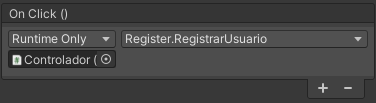 On Click ()
Runtime Only Register.RegistrarUsuario
Controlador (
+ −